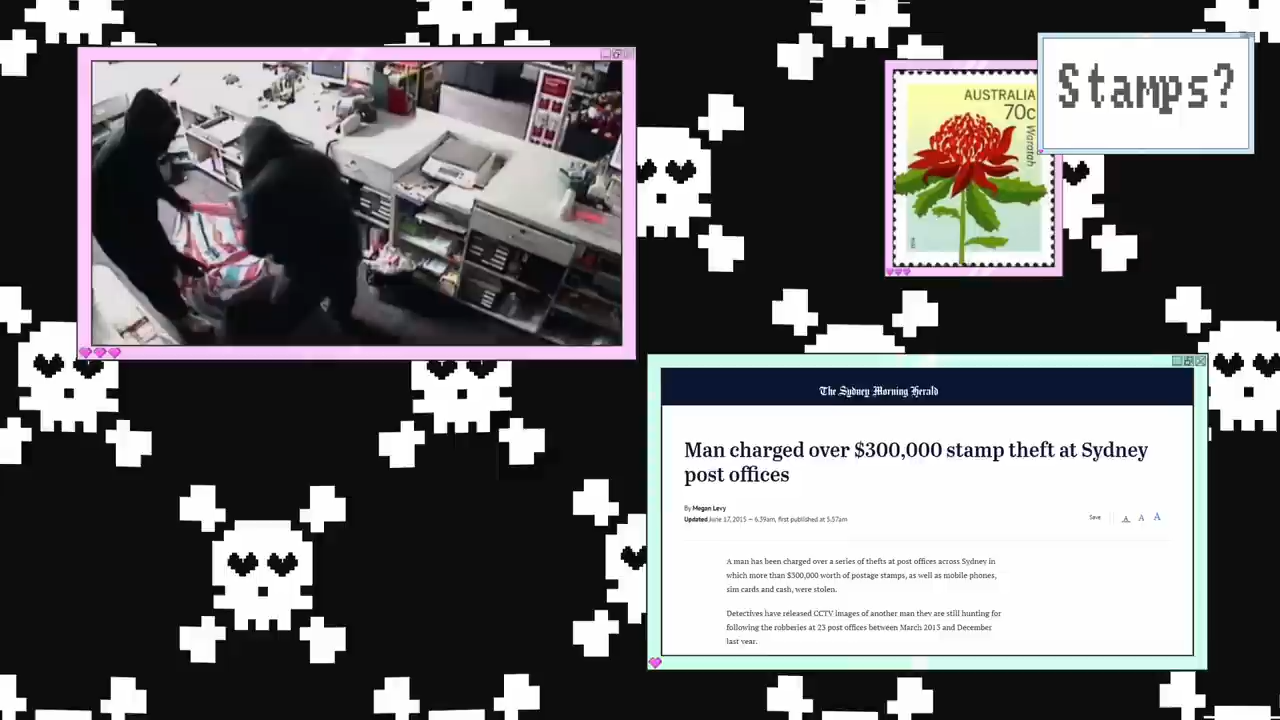 Stamps?
AUSTRALIA
70c
Waratah
The Sydney Morning Herald
Man charged over $300,000 stamp theft at Sydney
post offices
By Megan Levy
Updated June 17, 2015 — 6.39am, first published at 5.57am
Save
A A A
A man has been charged over a series of thefts at post offices across Sydney in
which more than $300,000 worth of postage stamps, as well as mobile phones,
sim cards and cash, were stolen.
Detectives have released CCTV images of another man they are still hunting for
following the robberies at 23 post offices between March 2013 and December
last year.